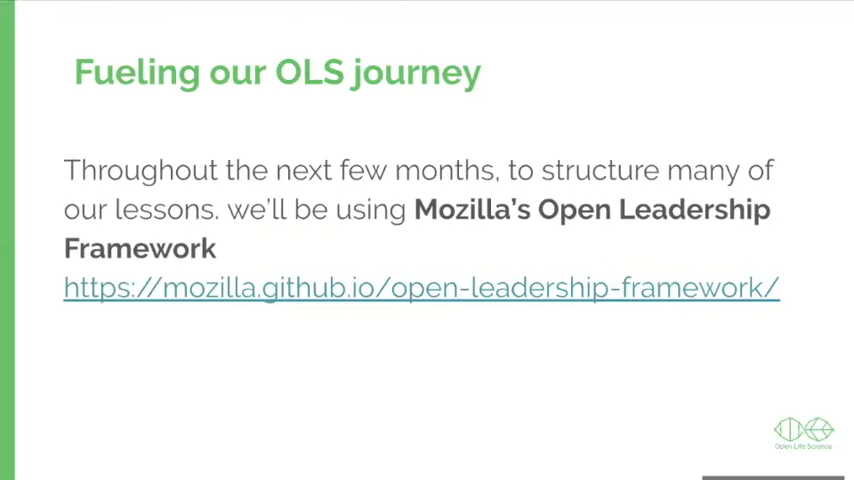 Fueling our OLS journey
Throughout the next few months, to structure many of
our lessons. we'll be using Mozilla's Open Leadership
Framework
https://mozilla.github.io/open-leadership-framework/
Open Life Science